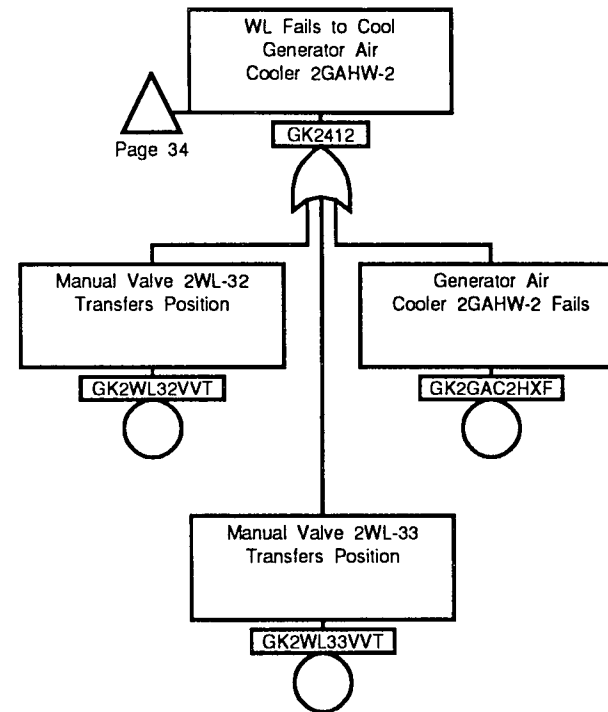 WL Fails to Cool
Generator Air
Cooler 2GAHW-2
Page 34
GK2412
Manual Valve 2WL-32
Transfers Position
GK2WL32VVT
Generator Air
Cooler 2GAHW-2 Fails
GK2GAC2HXF
Manual Valve 2WL-33
Transfers Position
GK2WL33VVT